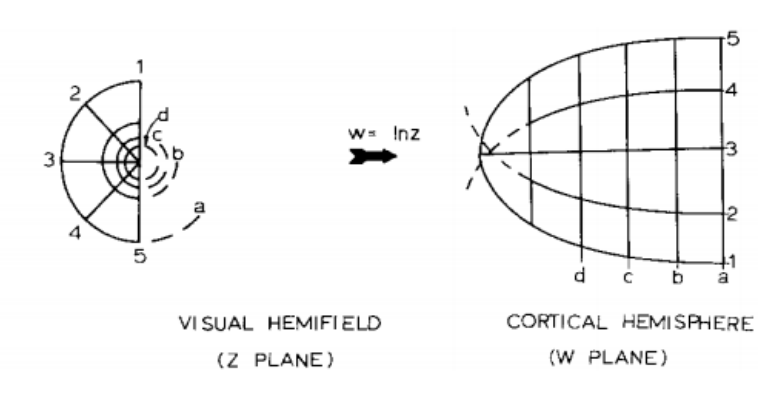 1
2
d
c
3
b
a
4
5
w= lnz
5
4
3
2
1
d c b a
VISUAL HEMIFIELD
(Z PLANE)
CORTICAL HEMISPHERE
(W PLANE)